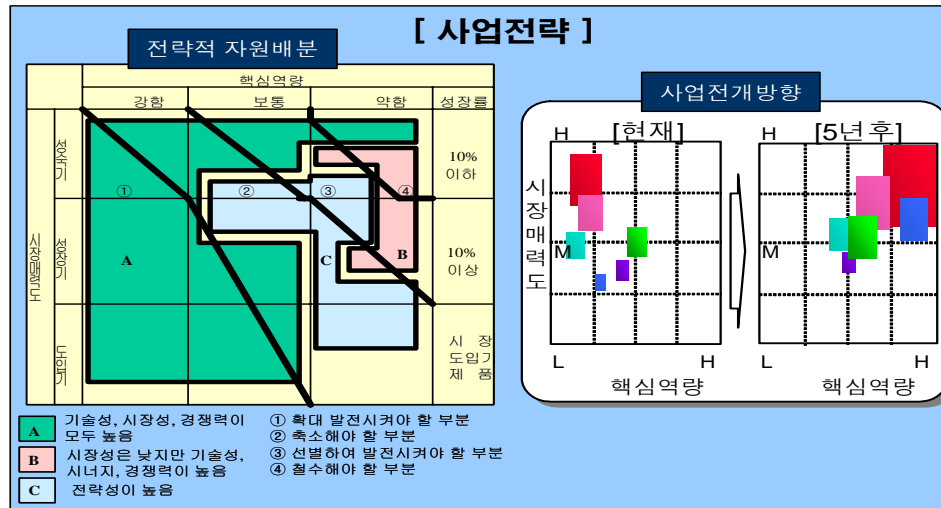 [ 사업전략 ]
전략적 자원배분
핵심역량
강함
보통
약함
성장률
시장매력도
성숙기
성장기
도입기
①
②
③
④
A
B
C
10%
이하
10%
이상
시 장
도입기
제 품
A
기술성, 시장성, 경쟁력이
모두 높음
B
시장성은 낮지만 기술성,
시너지, 경쟁력이 높음
C
전략성이 높음
① 확대 발전시켜야 할 부분
② 축소해야 할 부분
③ 선별하여 발전시켜야 할 부분
④ 철수해야 할 부분
사업전개방향
[현재]
H
시장매력도
M
L
H
핵심역량
[5년후]
H
M
L
H
핵심역량